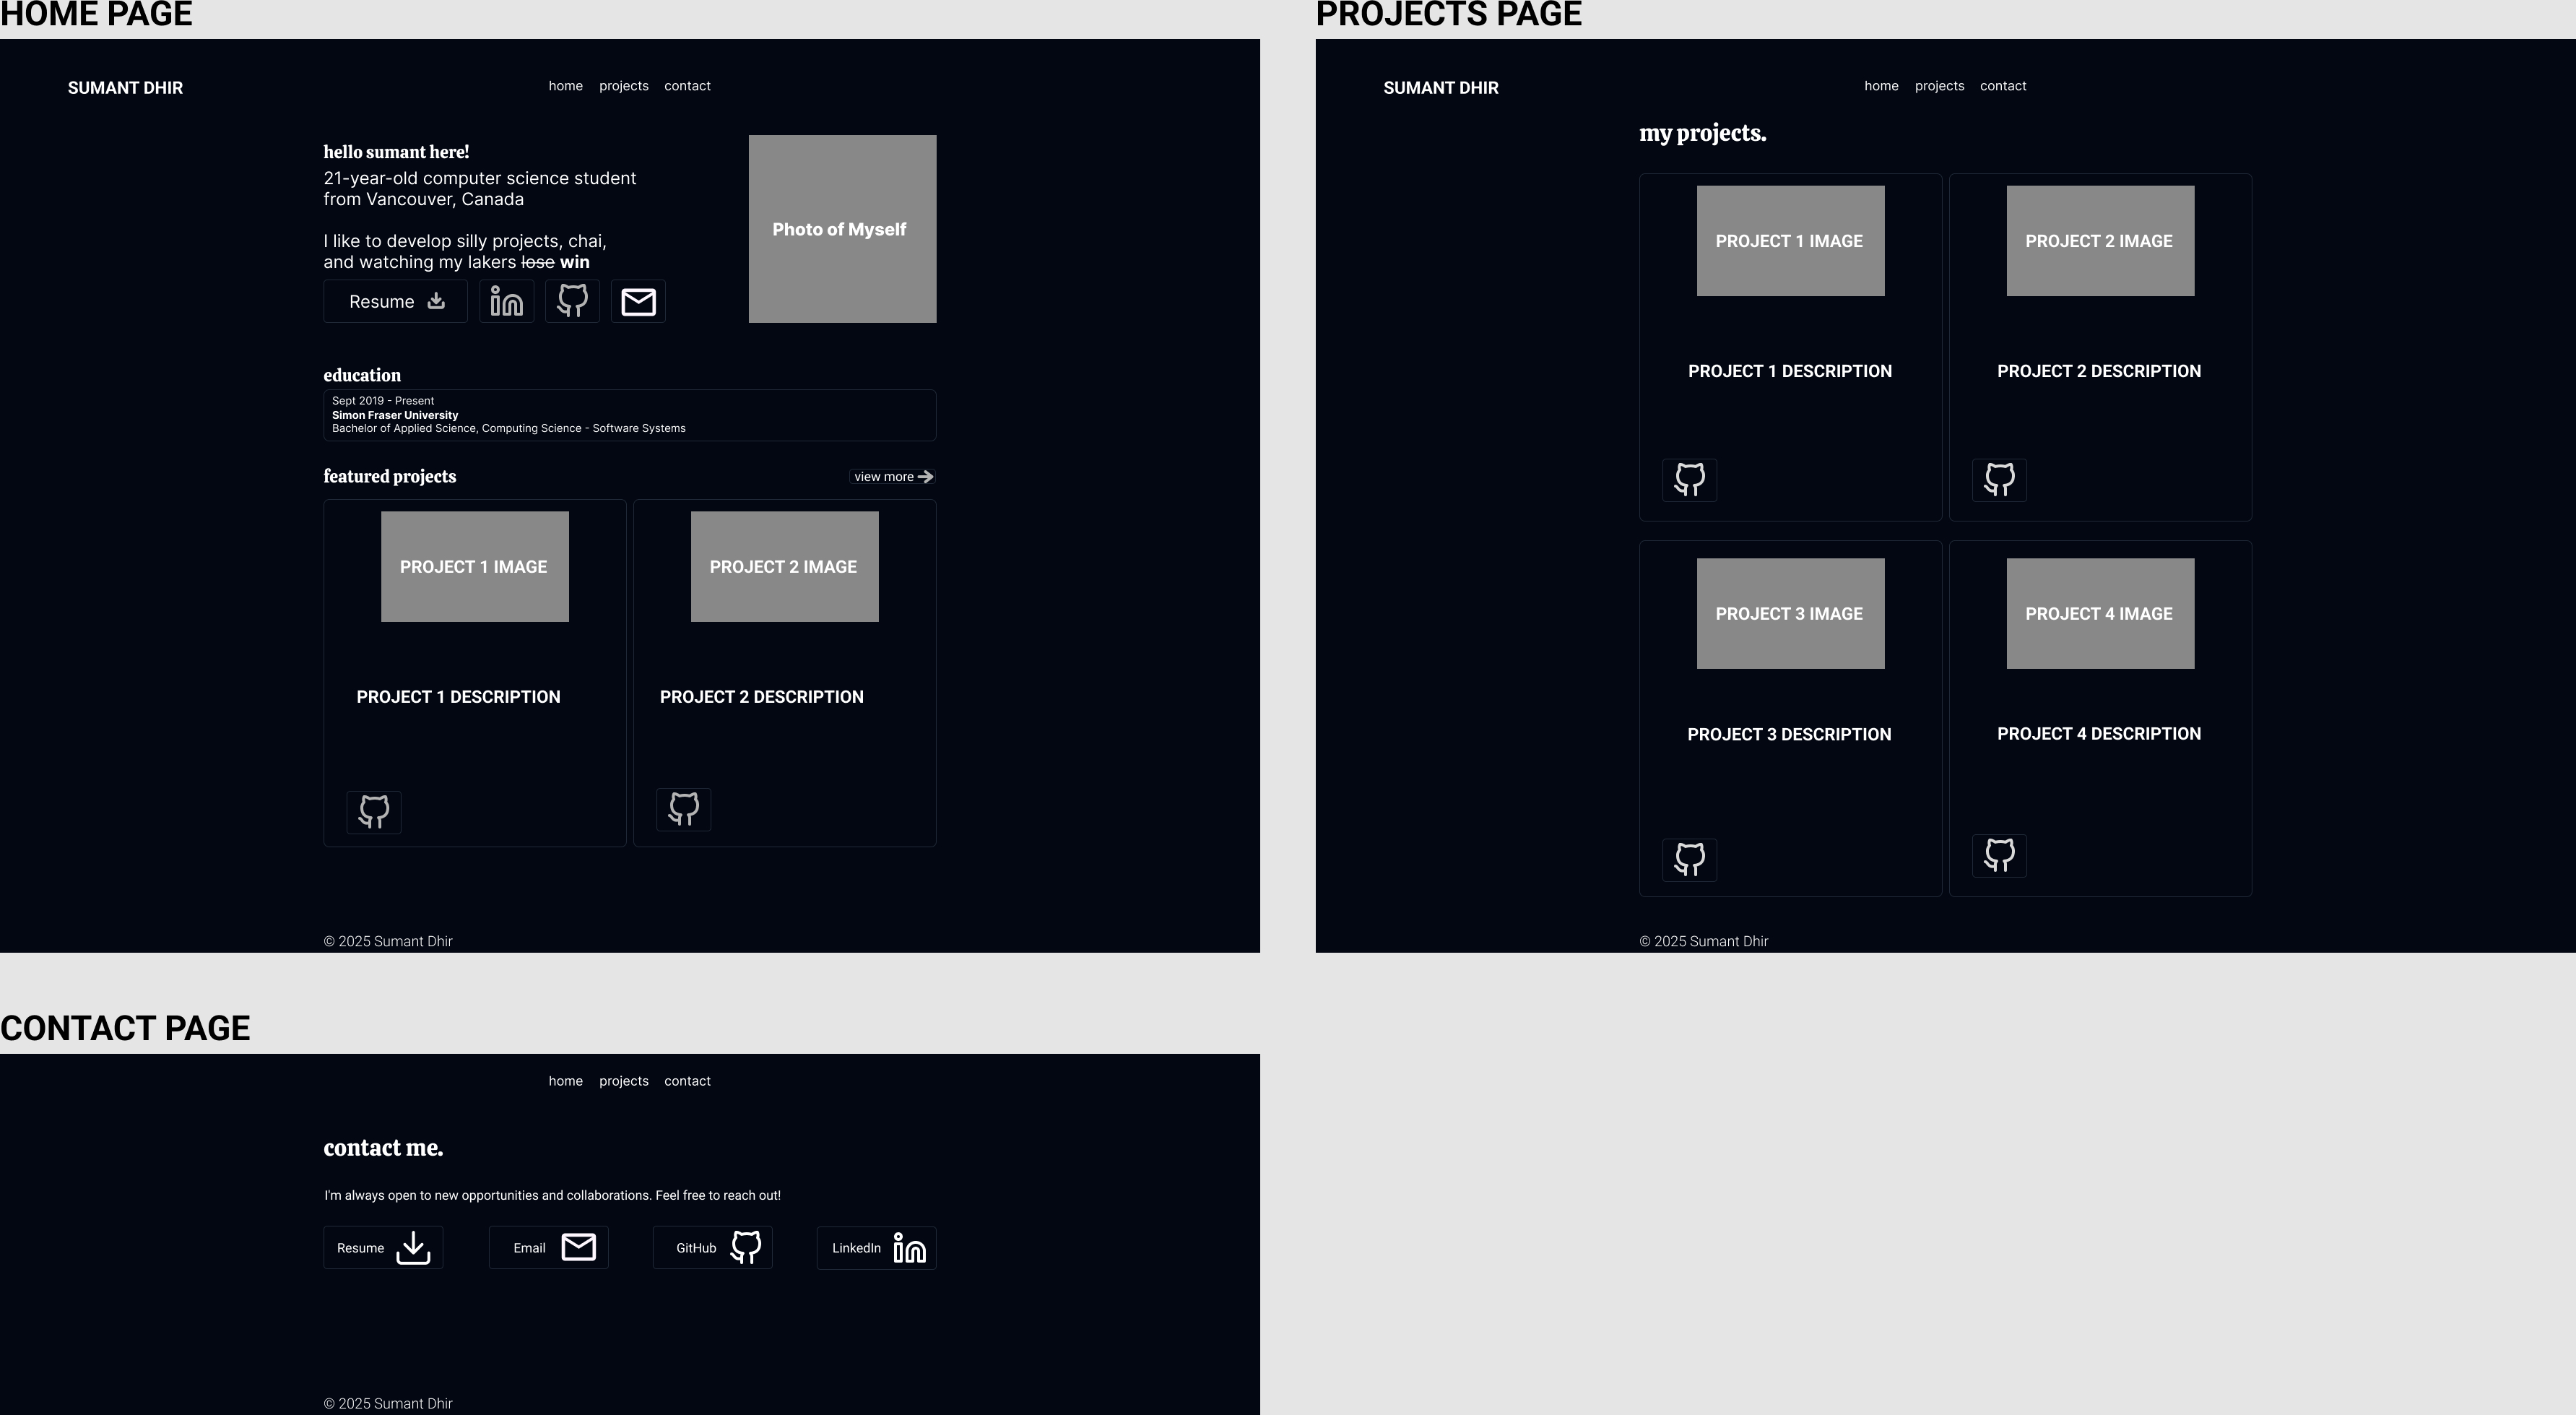 HOME PAGE
SUMANT DHIR
home projects contact
hello sumant here!
21-year-old computer science student
from Vancouver, Canada
I like to develop silly projects, chai,
and watching my lakers lose win
Resume
Photo of Myself
education
Sept 2019 - Present
Simon Fraser University
Bachelor of Applied Science, Computing Science - Software Systems
featured projects
view more
PROJECT 1 IMAGE
PROJECT 2 IMAGE
PROJECT 1 DESCRIPTION
PROJECT 2 DESCRIPTION
© 2025 Sumant Dhir
PROJECTS PAGE
SUMANT DHIR
home projects contact
my projects.
PROJECT 1 IMAGE
PROJECT 2 IMAGE
PROJECT 1 DESCRIPTION
PROJECT 2 DESCRIPTION
PROJECT 3 IMAGE
PROJECT 4 IMAGE
PROJECT 3 DESCRIPTION
PROJECT 4 DESCRIPTION
© 2025 Sumant Dhir
CONTACT PAGE
home projects contact
contact me.
I'm always open to new opportunities and collaborations. Feel free to reach out!
Resume
Email
GitHub
LinkedIn
© 2025 Sumant Dhir